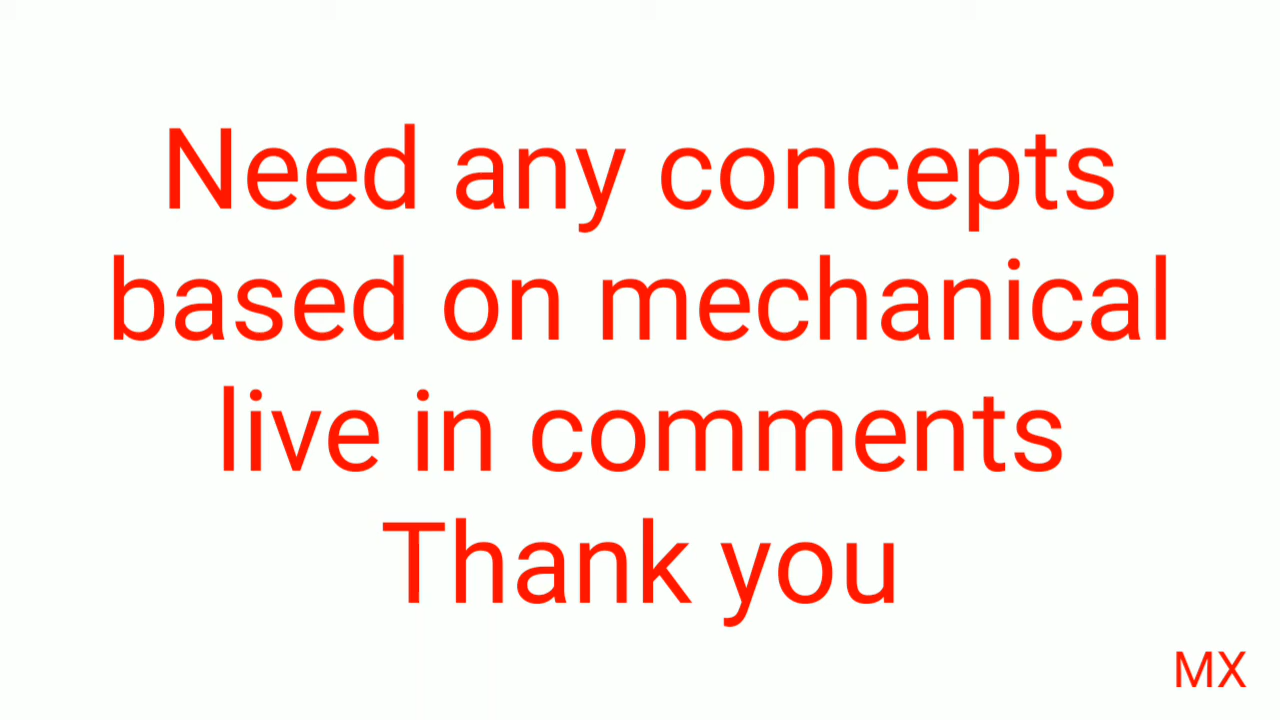 Need any concepts
based on mechanical
live in comments
Thank you
MX